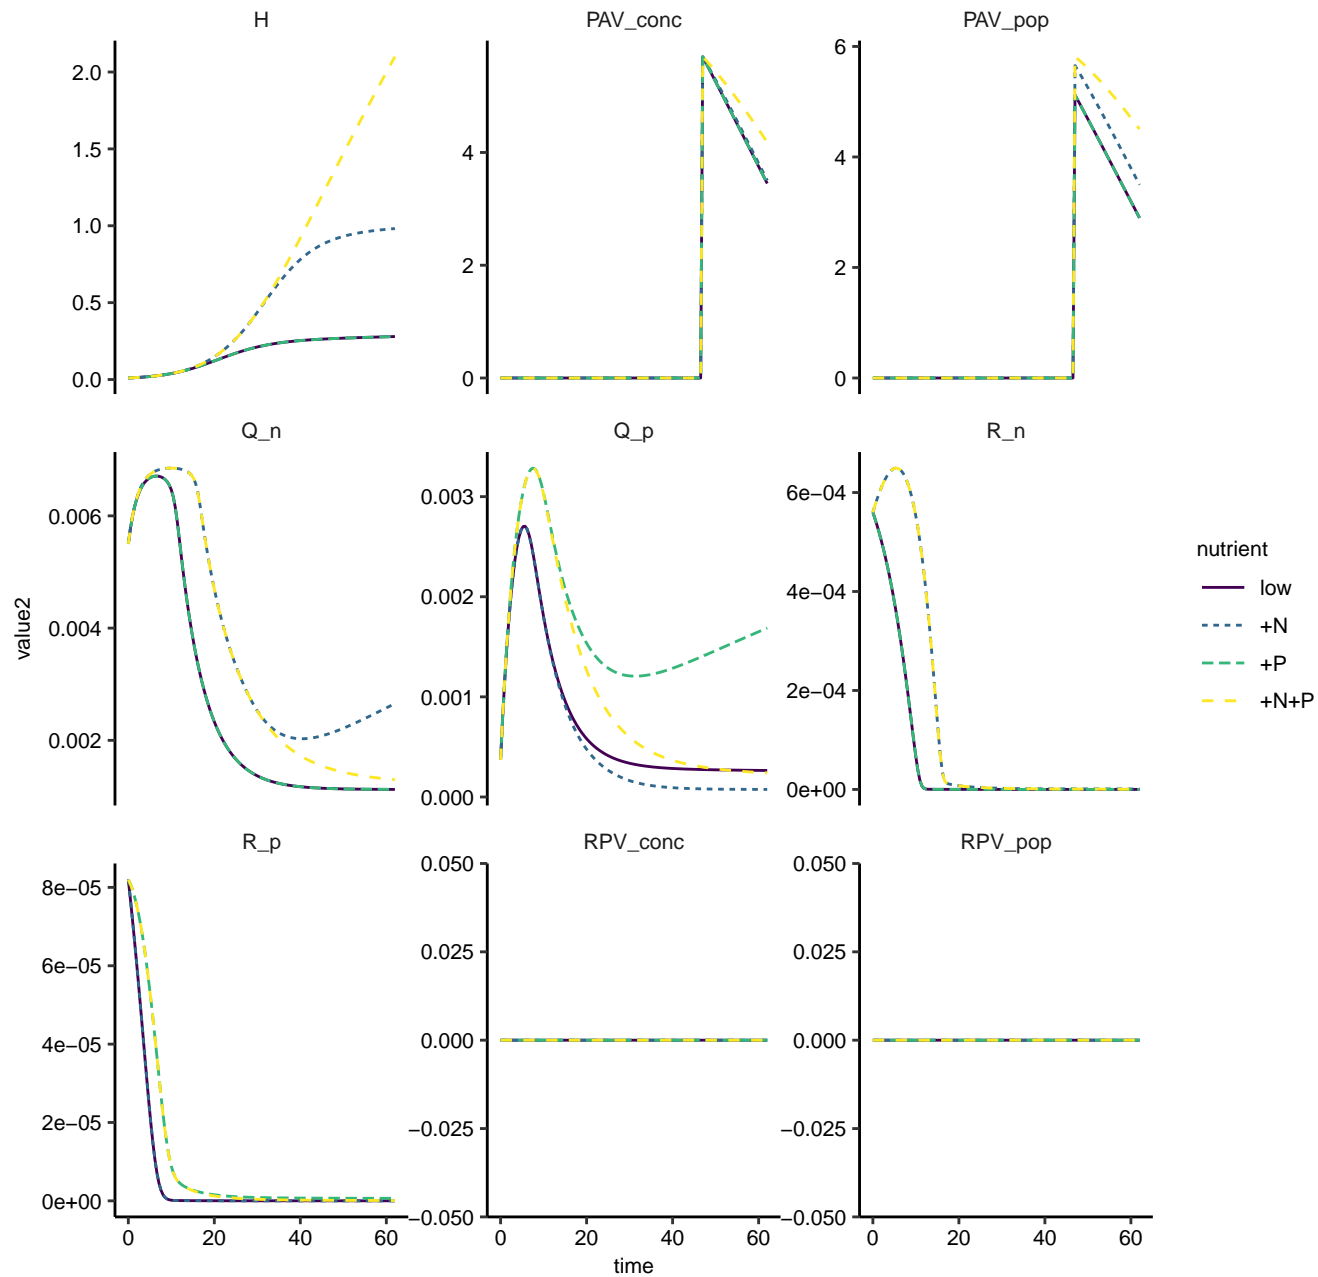 H
PAV_conc
PAV_pop
2.0
1.5
1.0
0.5
0.0
4
2
0
6
4
2
0
Q_n
Q_p
R_n
0.006
0.004
0.002
0.003
0.002
0.001
0.000
6e−04
4e−04
2e−04
0e+00
R_p
RPV_conc
RPV_pop
8e−05
6e−05
4e−05
2e−05
0e+00
0.050
0.025
0.000
−0.025
−0.050
0.050
0.025
0.000
−0.025
−0.050
0 20 40 60
0 20 40 60
0 20 40 60
time
value2
nutrient
low
+N
+P
+N+P